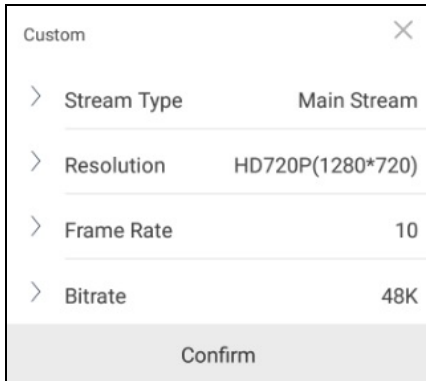 Custom
Stream Type Main Stream
Resolution HD720P(1280*720)
Frame Rate 10
Bitrate 48K
Confirm